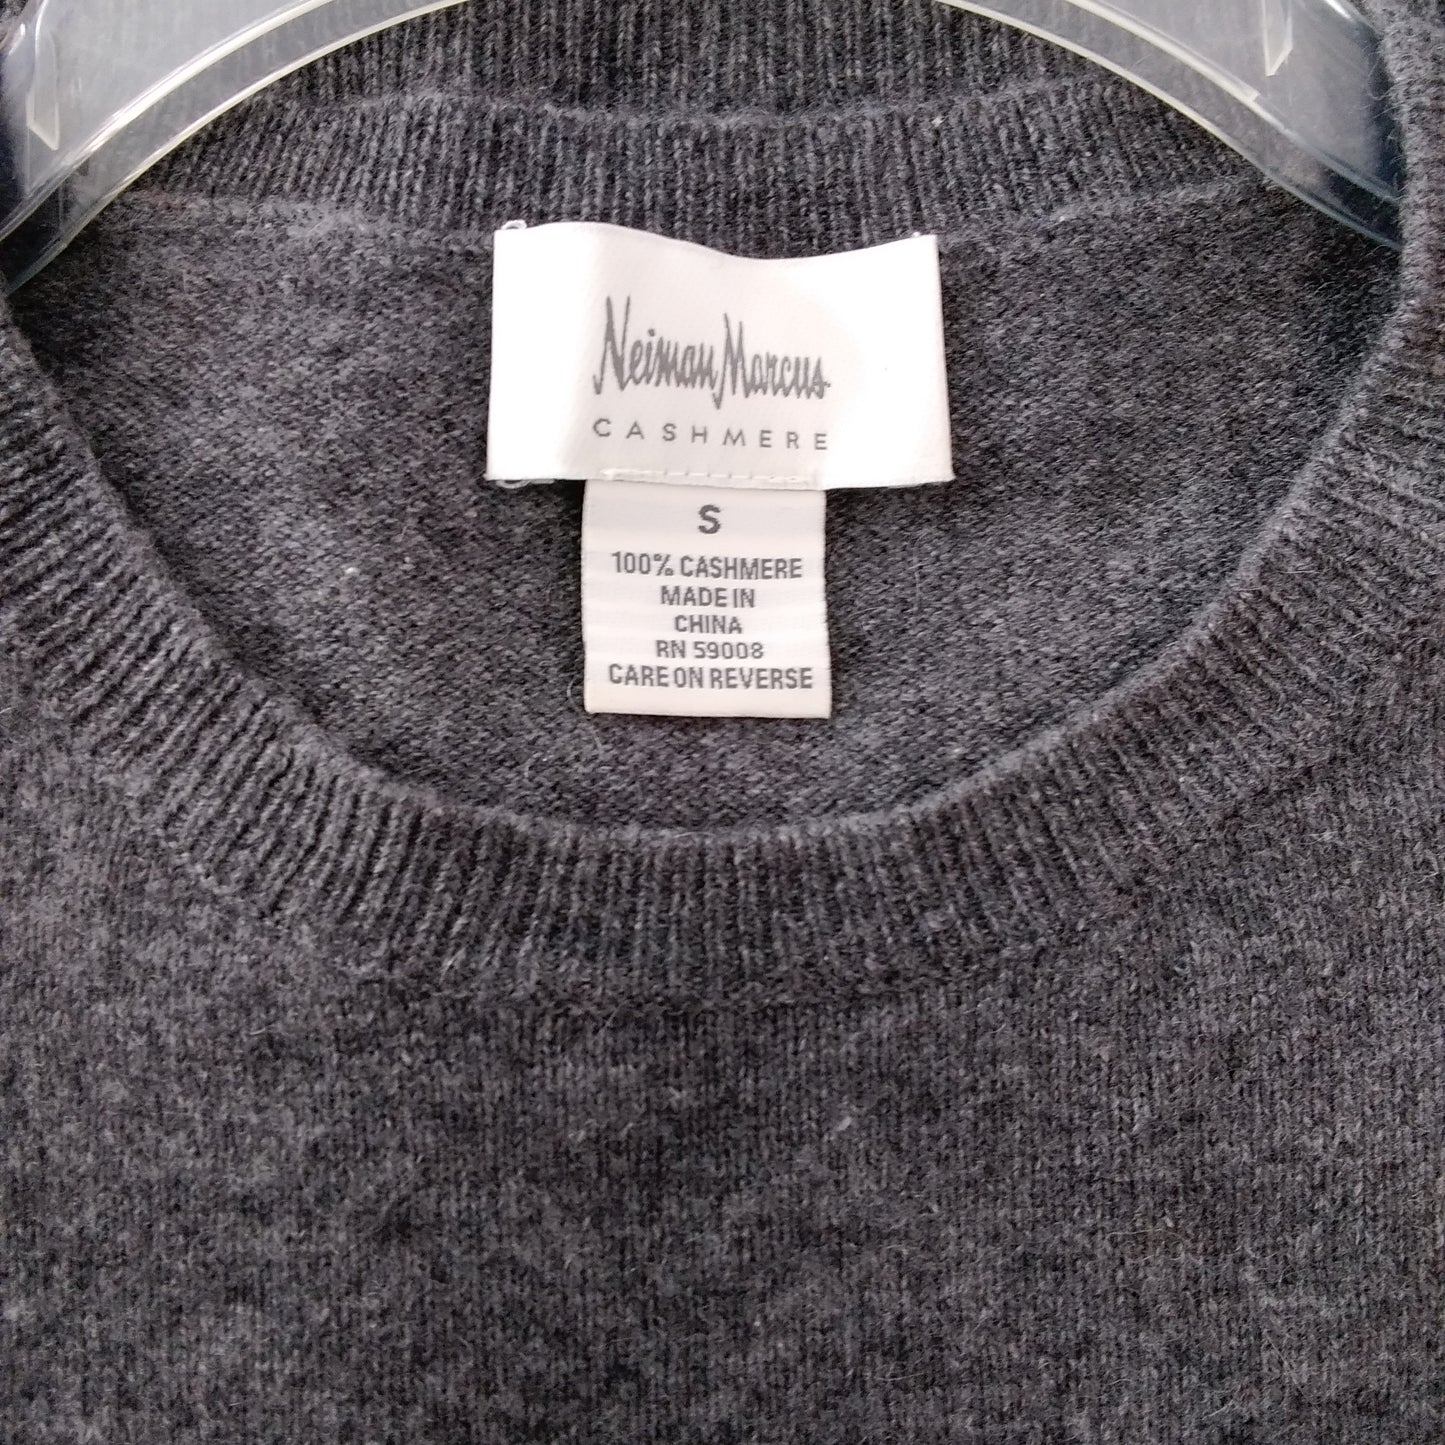 Neiman Marcus
CASHMERE
S
100% CASHMERE
MADE IN
CHINA
RN 59008
CARE ON REVERSE